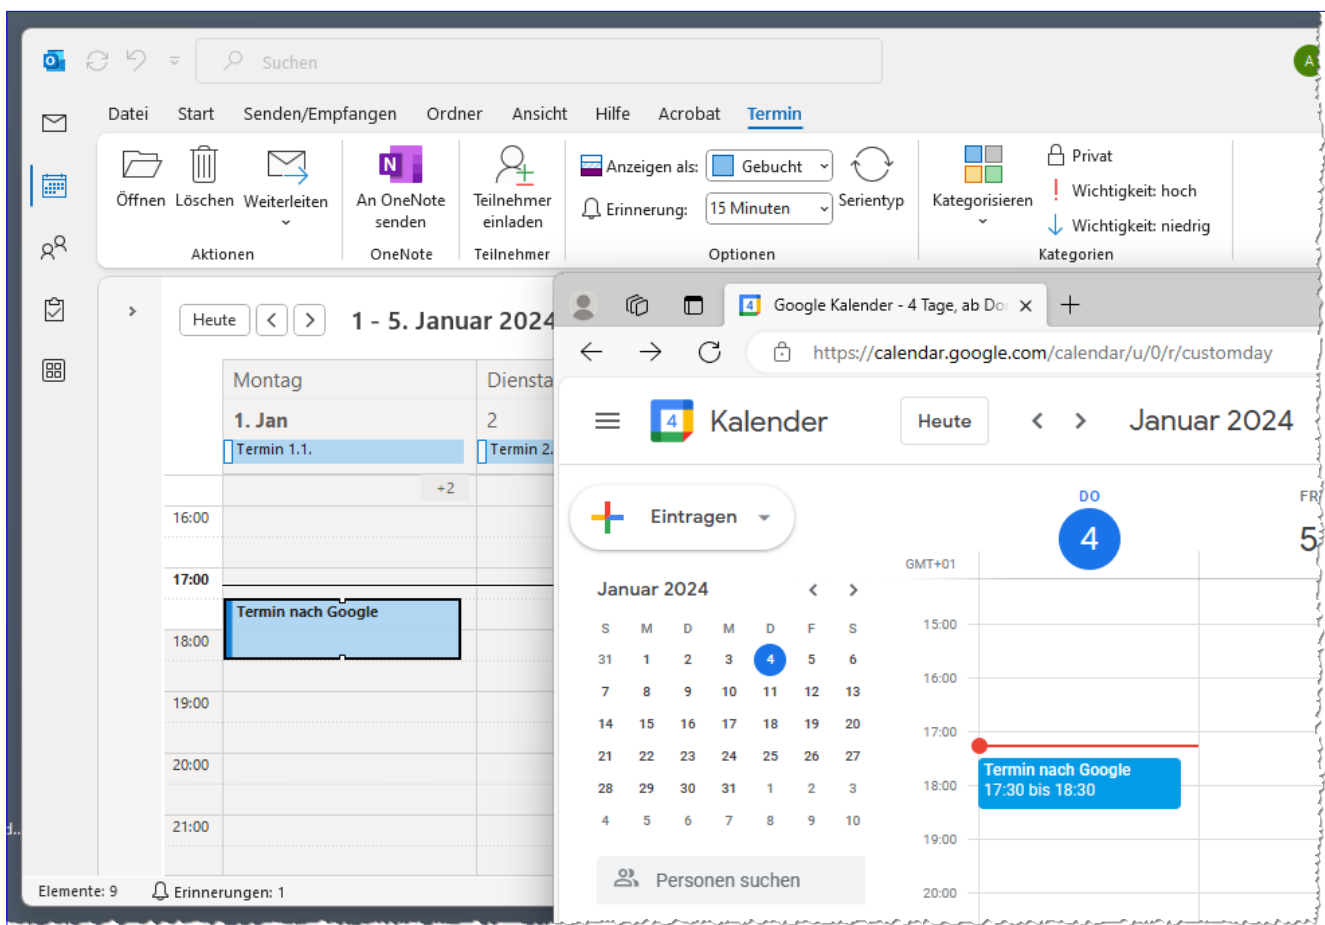 Suchen
A
Datei Start Senden/Empfangen Ordner Ansicht Hilfe Acrobat Termin
Öffnen Löschen Weiterleiten
An OneNote senden
Teilnehmer einladen
Anzeigen als: Gebucht
Erinnerung: 15 Minuten
Serientyp
Kategorisieren
Privat
Wichtigkeit: hoch
Wichtigkeit: niedrig
Aktionen OneNote Teilnehmer Optionen Kategorien
Heute 1 - 5. Januar 2024
Montag Diensta
1. Jan 2
Termin 1.1. Termin 2.
+2
16:00
17:00
Termin nach Google
18:00
19:00
20:00
21:00
Elemente: 9 Erinnerungen: 1
4 Google Kalender - 4 Tage, ab Do
https://calendar.google.com/calendar/u/0/r/customday
4 Kalender Heute Januar 2024
Eintragen
Januar 2024
S M D M D F S
31 1 2 3 4 5 6
7 8 9 10 11 12 13
14 15 16 17 18 19 20
21 22 23 24 25 26 27
28 29 30 31 1 2 3
4 5 6 7 8 9 10
Personen suchen
DO FR
4 5
GMT+01
15:00
16:00
17:00
Termin nach Google
17:30 bis 18:30
18:00
19:00
20:00